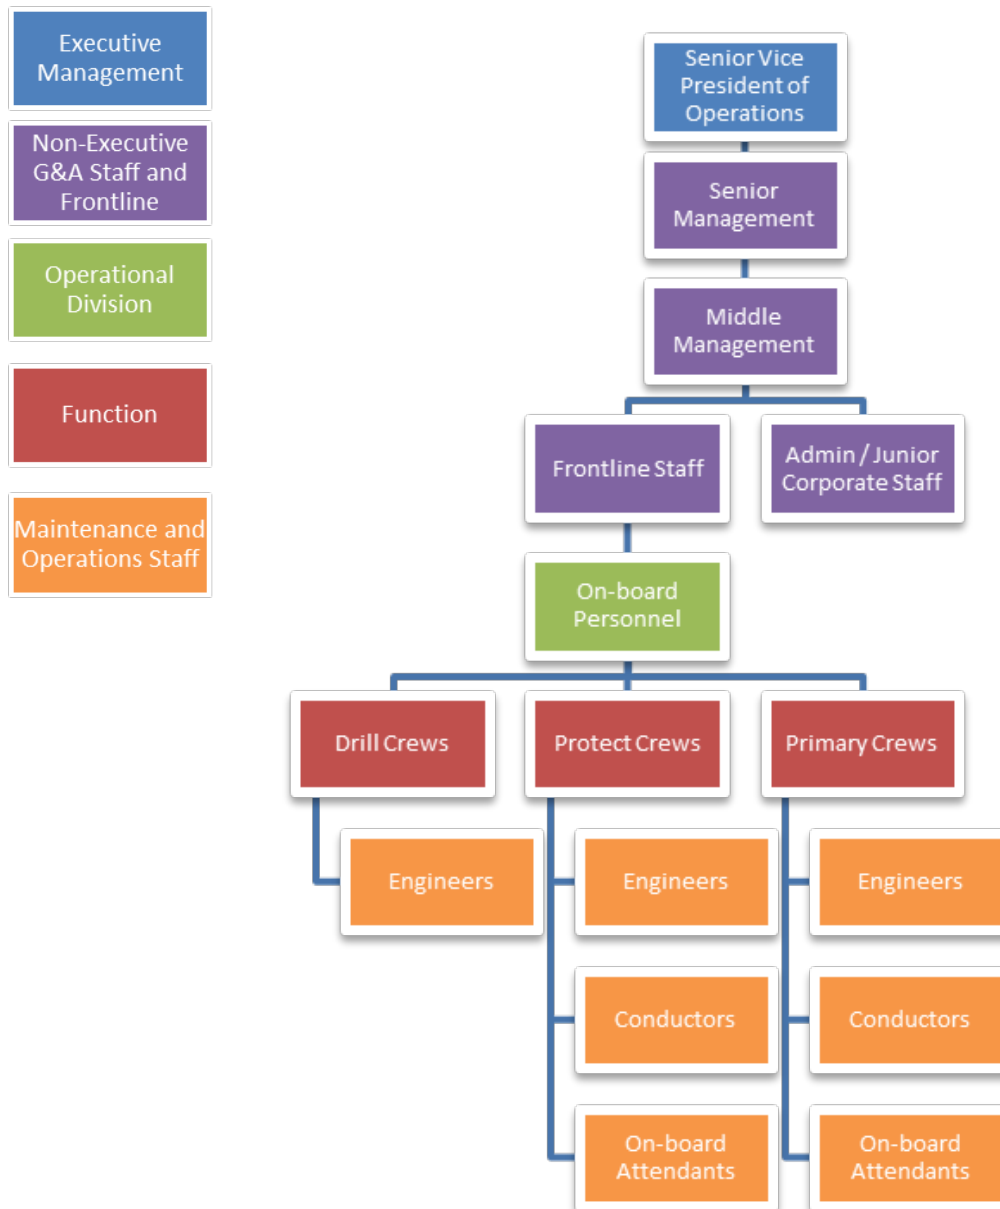 Executive
Management
Non-Executive
G&A Staff and
Frontline
Operational
Division
Function
Maintenance and
Operations Staff
Senior Vice
President of
Operations
Senior
Management
Middle
Management
Frontline Staff
Admin / Junior
Corporate Staff
On-board
Personnel
Drill Crews
Protect Crews
Primary Crews
Engineers
Engineers
Engineers
Conductors
Conductors
On-board
Attendants
On-board
Attendants